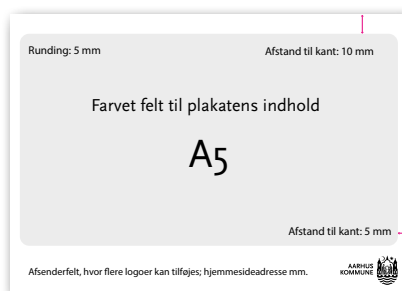 Runding: 5 mm
Afstand til kant: 10 mm
Farvet felt til plakatens indhold
A5
Afstand til kant: 5 mm
Afsenderfelt, hvor flere logoer kan tilføjes; hjemmesideadresse mm.
AARHUS
KOMMUNE